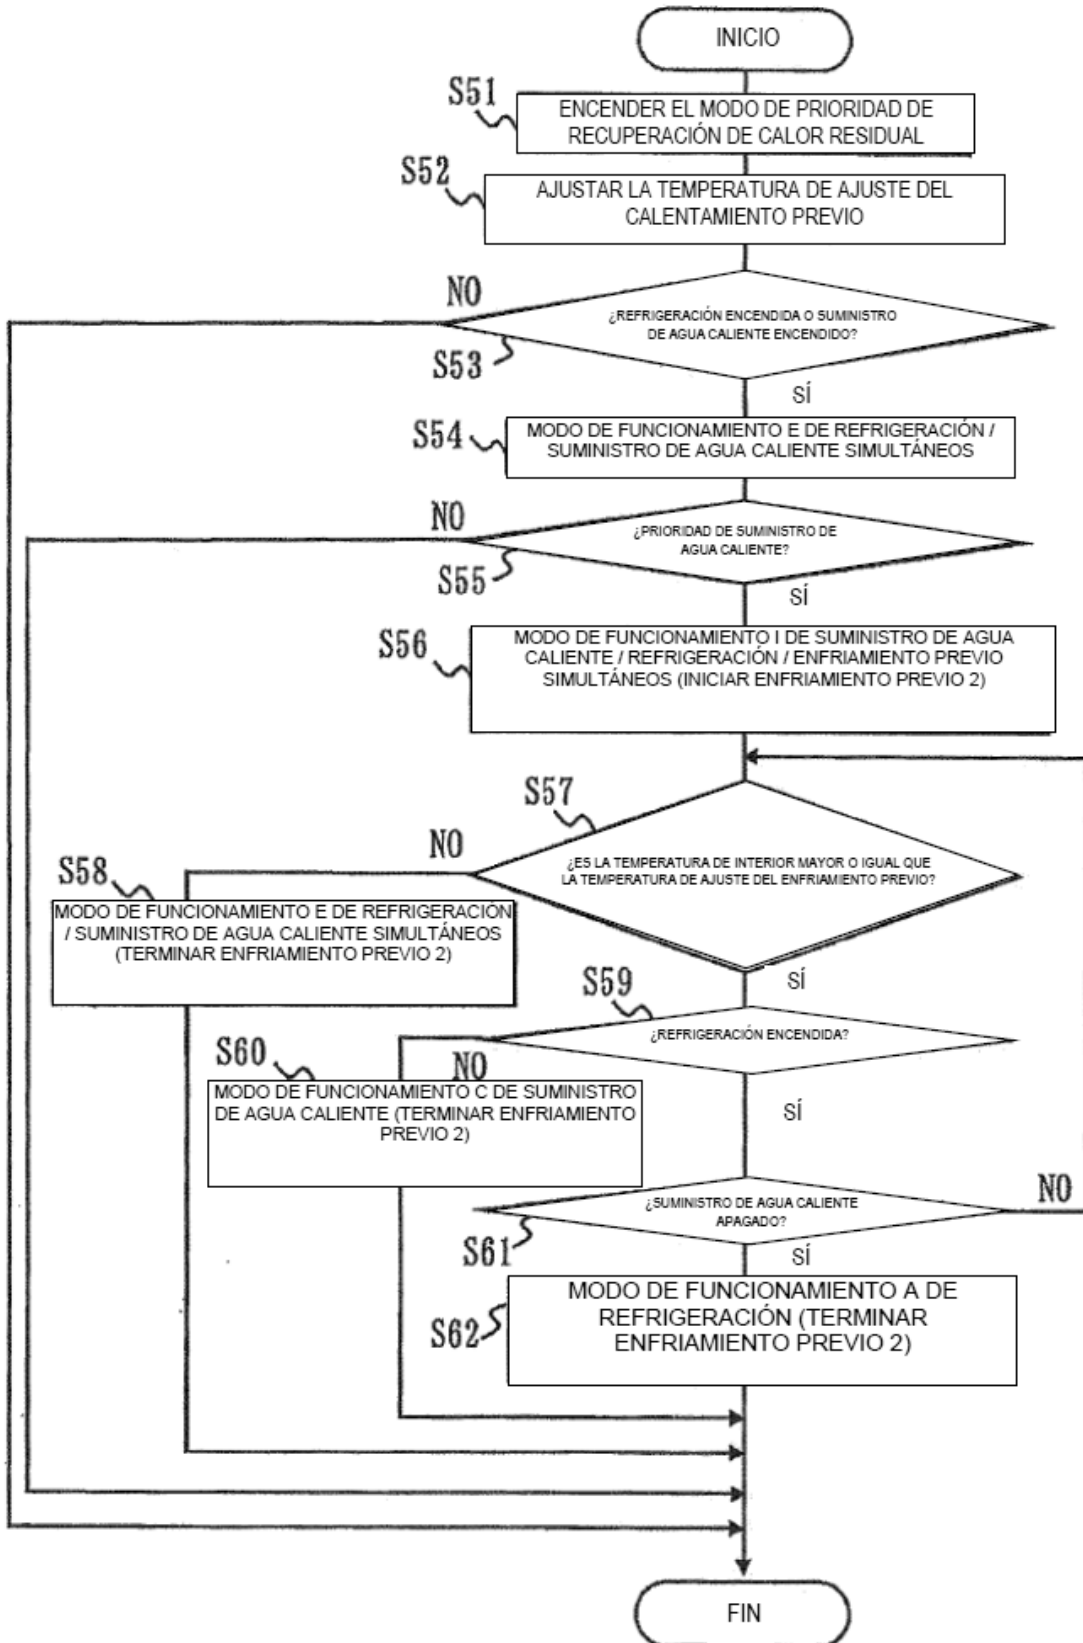 INICIO
S51
ENCENDER EL MODO DE PRIORIDAD DE
RECUPERACIÓN DE CALOR RESIDUAL
S52
AJUSTAR LA TEMPERATURA DE AJUSTE DEL
CALENTAMIENTO PREVIO
NO
¿REFRIGERACIÓN ENCENDIDA O SUMINISTRO
DE AGUA CALIENTE ENCENDIDO?
S53
SÍ
S54
MODO DE FUNCIONAMIENTO E DE REFRIGERACIÓN /
SUMINISTRO DE AGUA CALIENTE SIMULTÁNEOS
NO
¿PRIORIDAD DE SUMINISTRO DE
AGUA CALIENTE?
S55
SÍ
S56
MODO DE FUNCIONAMIENTO I DE SUMINISTRO DE AGUA
CALIENTE / REFRIGERACIÓN / ENFRIAMIENTO PREVIO
SIMULTÁNEOS (INICIAR ENFRIAMIENTO PREVIO 2)
S57
NO
¿ES LA TEMPERATURA DE INTERIOR MAYOR O IGUAL QUE
LA TEMPERATURA DE AJUSTE DEL ENFRIAMIENTO PREVIO?
S58
MODO DE FUNCIONAMIENTO E DE REFRIGERACIÓN
/ SUMINISTRO DE AGUA CALIENTE SIMULTÁNEOS
(TERMINAR ENFRIAMIENTO PREVIO 2)
SÍ
S59
¿REFRIGERACIÓN ENCENDIDA?
S60
NO
MODO DE FUNCIONAMIENTO C DE SUMINISTRO
DE AGUA CALIENTE (TERMINAR ENFRIAMIENTO
PREVIO 2)
SÍ
NO
¿SUMINISTRO DE AGUA CALIENTE
APAGADO?
S61
SÍ
S62
MODO DE FUNCIONAMIENTO A DE
REFRIGERACIÓN (TERMINAR
ENFRIAMIENTO PREVIO 2)
FIN